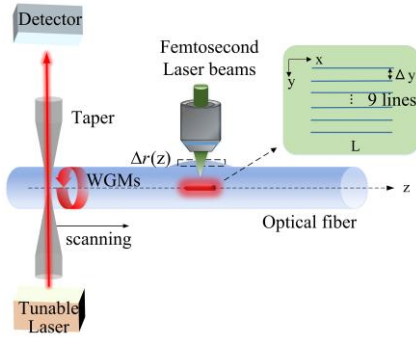 Detector
Femtosecond
Laser beams
x
y
Δy
⋮ 9 lines
L
Taper
Δr(z)
WGMs
z
scanning
Optical fiber
Tunable
Laser